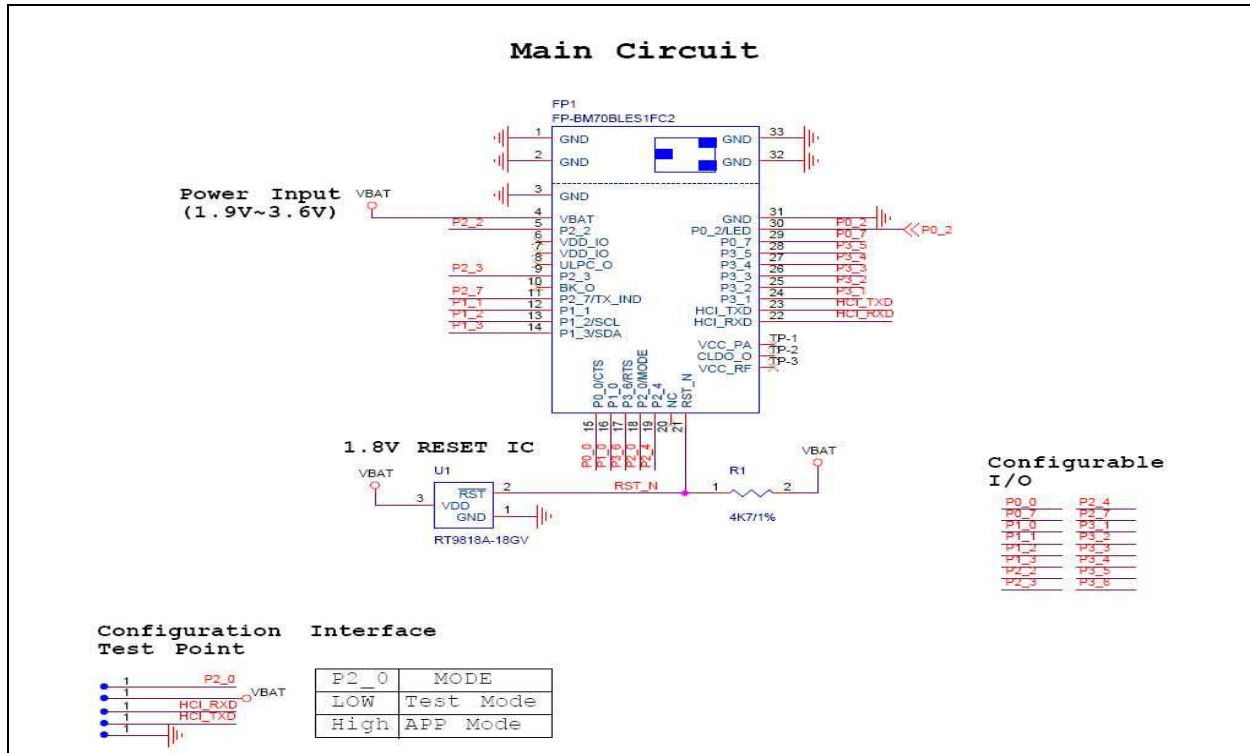 Main Circuit
FP1
FP-BM70BLES1FC2
1 GND GND 33
2 GND GND 32
3 GND
Power Input
(1.9V~3.6V)
VBAT
4 VBAT GND 31
P2_2 5 P2_2 P0_2/LED 30 P0_2 P0_2
6 VDD_IO P0_7 29 P0_7
7 VDD_IO P3_5 28 P3_5
8 ULPC_O P3_4 27 P3_4
P2_3 9 P2_3 P3_3 26 P3_3
10 BK_O P3_2 25 P3_2
P2_7 11 P2_7/TX_IND P3_1 24 P3_1
P1_1 12 P1_1 HCI_TXD 23 HCI_TXD
P1_2 13 P1_2/SCL HCI_RXD 22 HCI_RXD
P1_3 14 P1_3/SDA
VCC_PA TP-1
CLDO_O TP-2
VCC_RF TP-3
P0_0/CTS P1_0 P3_6/RTS P2_0/MODE P2_4 NC RST_N
15 16 17 18 19 20 21
P0_0 P1_0 P3_6 P2_0 P2_4
1.8V RESET IC
VBAT
U1
3 VDD RST 2
GND 1
RT9818A-18GV
RST_N
R1
1 2
4K7/1%
VBAT
Configurable
I/O
P0_0 P2_4
P0_7 P2_7
P1_0 P3_1
P1_1 P3_2
P1_2 P3_3
P1_3 P3_4
P2_2 P3_5
P2_3 P3_6
Configuration Interface
Test Point
1 P2_0
1 VBAT
1 HCI_RXD
1 HCI_TXD
1
P2_0 MODE
LOW Test Mode
High APP Mode